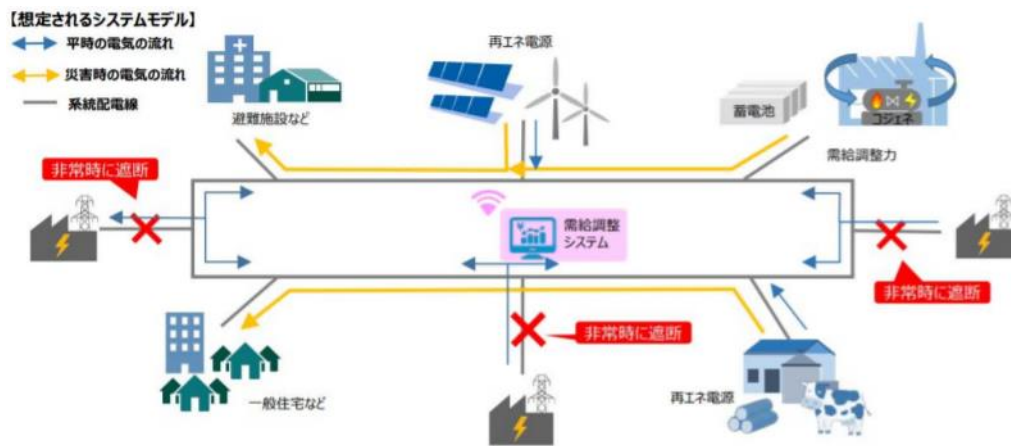 【想定されるシステムモデル】
平時の電気の流れ
災害時の電気の流れ
系統配電線
避難施設など
再エネ電源
蓄電池
コジェネ
需給調整力
非常時に遮断
需給調整
システム
非常時に遮断
非常時に遮断
一般住宅など
再エネ電源